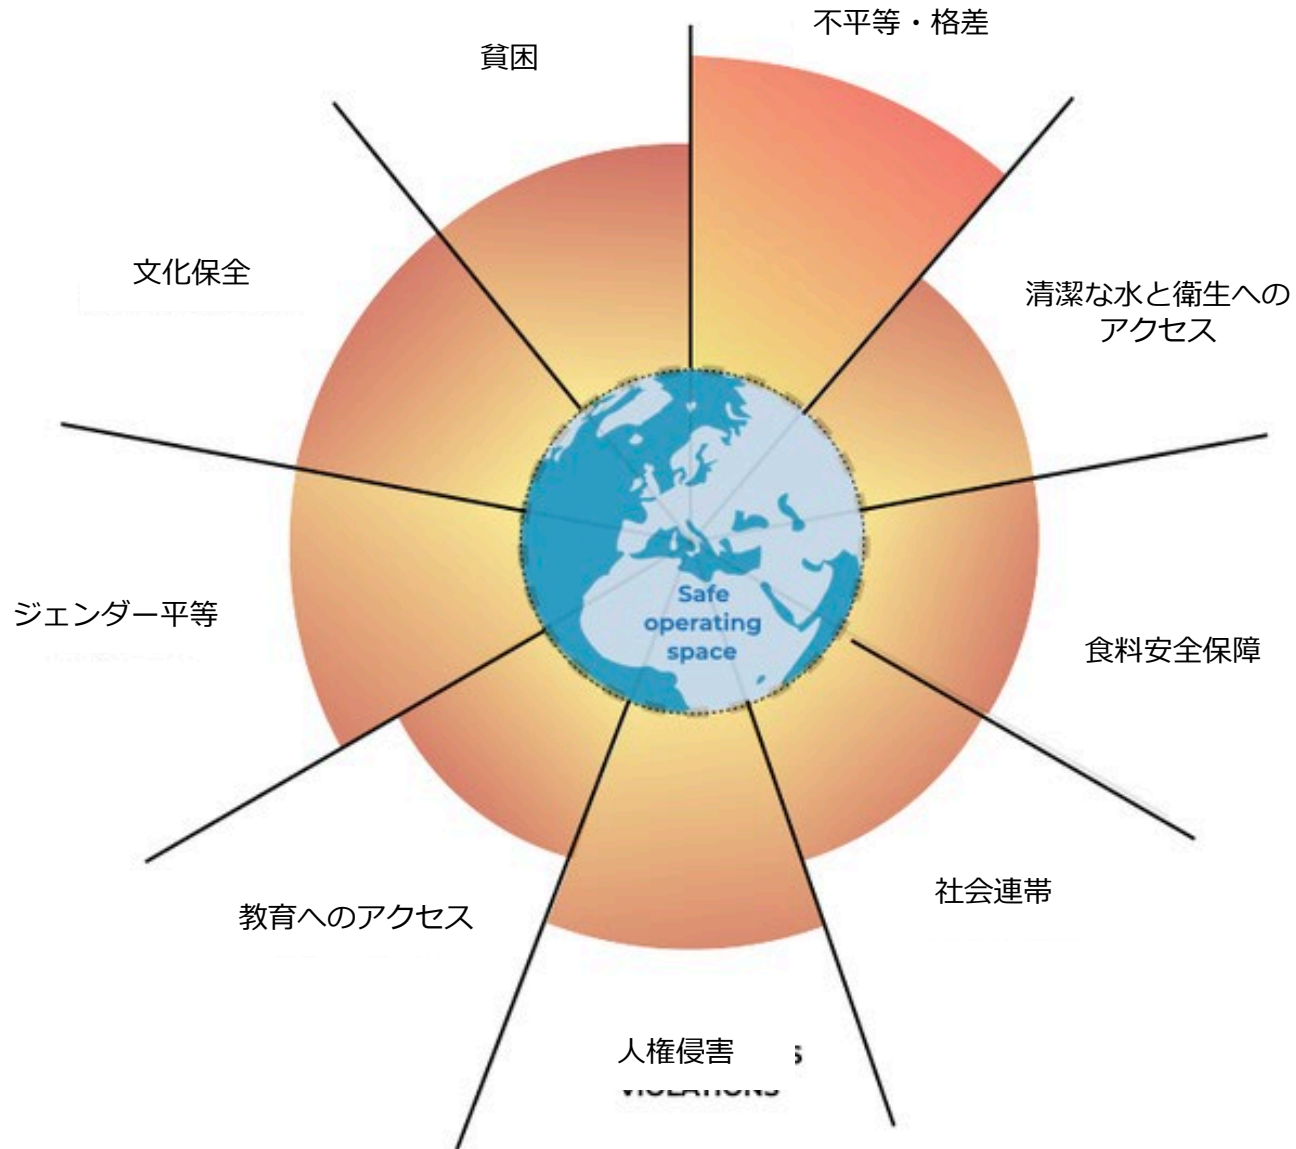 不平等・格差
貧困
清潔な水と衛生への
アクセス
文化保全
食料安全保障
ジェンダー平等
Safe
operating
space
社会連帯
教育へのアクセス
人権侵害